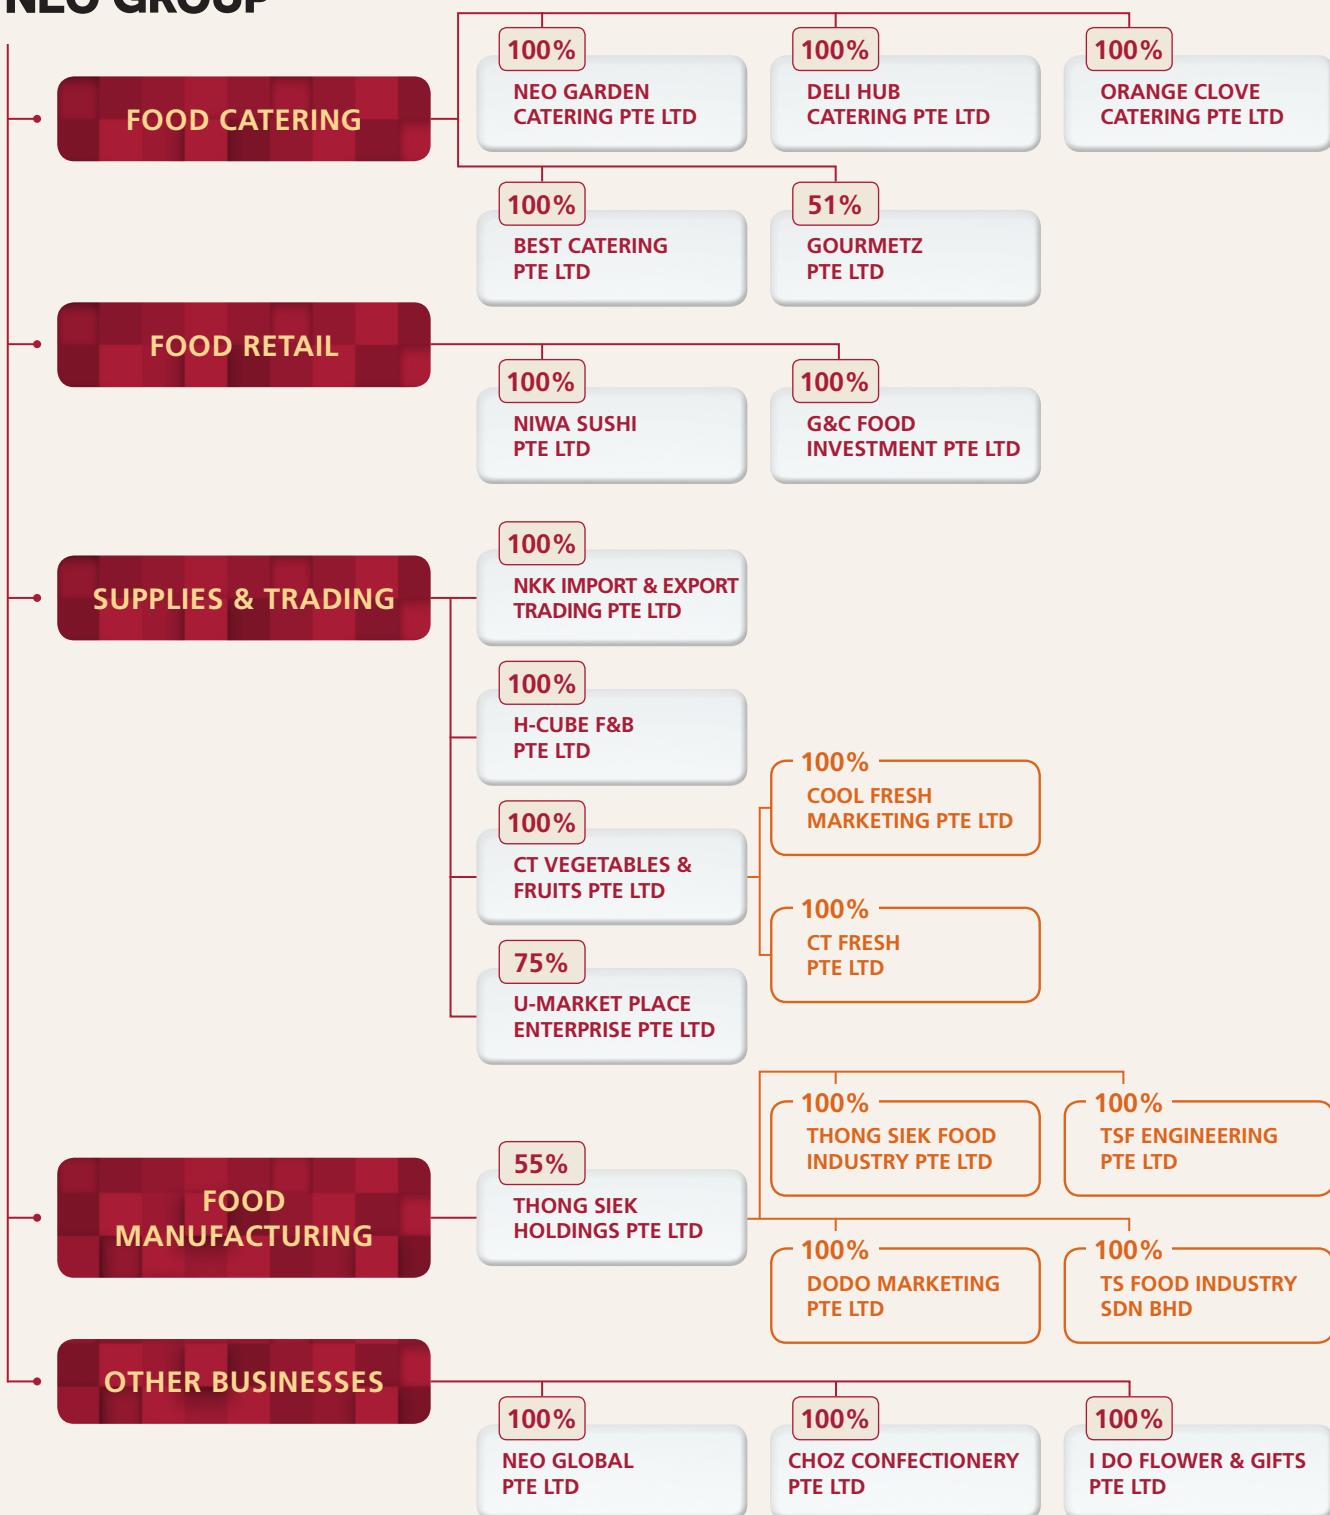 NEO GROUP
FOOD CATERING
100%
NEO GARDEN
CATERING PTE LTD
100%
DELI HUB
CATERING PTE LTD
100%
ORANGE CLOVE
CATERING PTE LTD
100%
BEST CATERING
PTE LTD
51%
GOURMETZ
PTE LTD
FOOD RETAIL
100%
NIWA SUSHI
PTE LTD
100%
G&C FOOD
INVESTMENT PTE LTD
SUPPLIES & TRADING
100%
NKK IMPORT & EXPORT
TRADING PTE LTD
100%
H-CUBE F&B
PTE LTD
100%
CT VEGETABLES &
FRUITS PTE LTD
100%
COOL FRESH
MARKETING PTE LTD
100%
CT FRESH
PTE LTD
75%
U-MARKET PLACE
ENTERPRISE PTE LTD
FOOD
MANUFACTURING
55%
THONG SIEK
HOLDINGS PTE LTD
100%
THONG SIEK FOOD
INDUSTRY PTE LTD
100%
TSF ENGINEERING
PTE LTD
100%
DODO MARKETING
PTE LTD
100%
TS FOOD INDUSTRY
SDN BHD
OTHER BUSINESSES
100%
NEO GLOBAL
PTE LTD
100%
CHOZ CONFECTIONERY
PTE LTD
100%
I DO FLOWER & GIFTS
PTE LTD